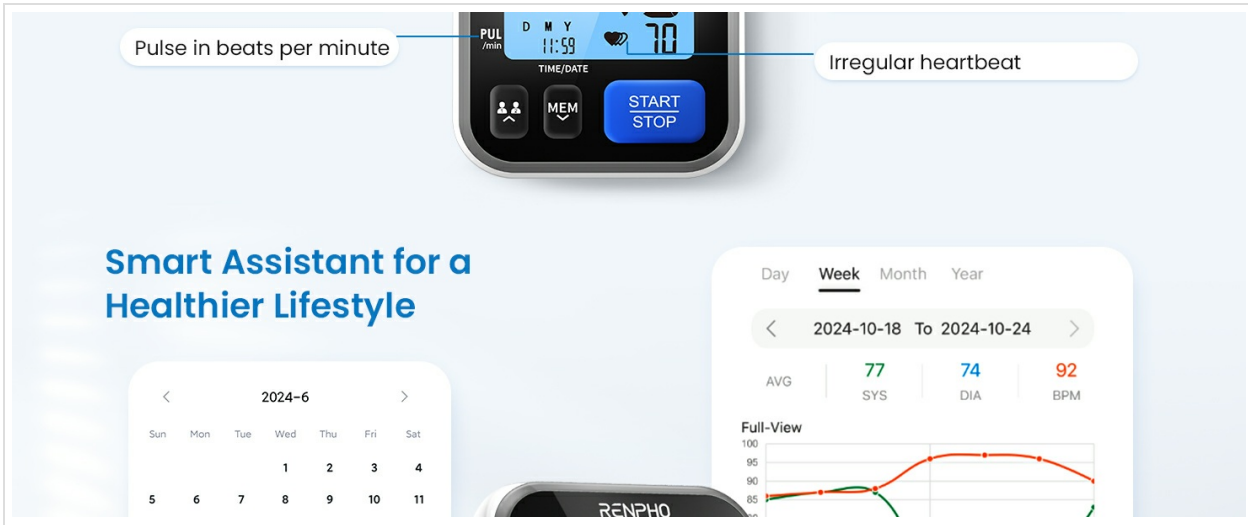 Pulse in beats per minute
PUL
/min
D M Y
11:59
70
TIME/DATE
Irregular heartbeat
MEM
START
STOP
Smart Assistant for a
Healthier Lifestyle
2024-6
Sun Mon Tue Wed Thu Fri Sat
1 2 3 4
5 6 7 8 9 10 11
Day Week Month Year
2024-10-18 To 2024-10-24
AVG
77 74 92
SYS DIA BPM
Full-View
100
95
90
85
RENPHO